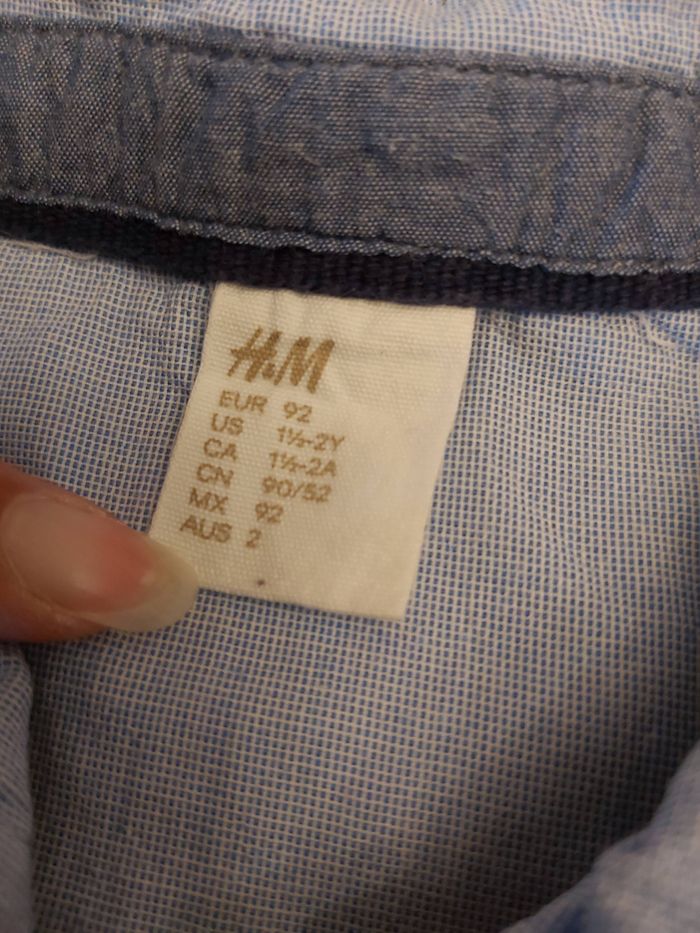 H&M
EUR 92
US 1½-2Y
CA 1½-2A
CN 90/52
MX 92
AUS 2